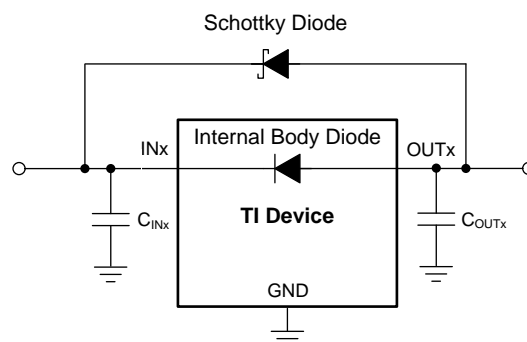 Schottky Diode
INx
Internal Body Diode
OUTx
TI Device
CINx
COUTx
GND